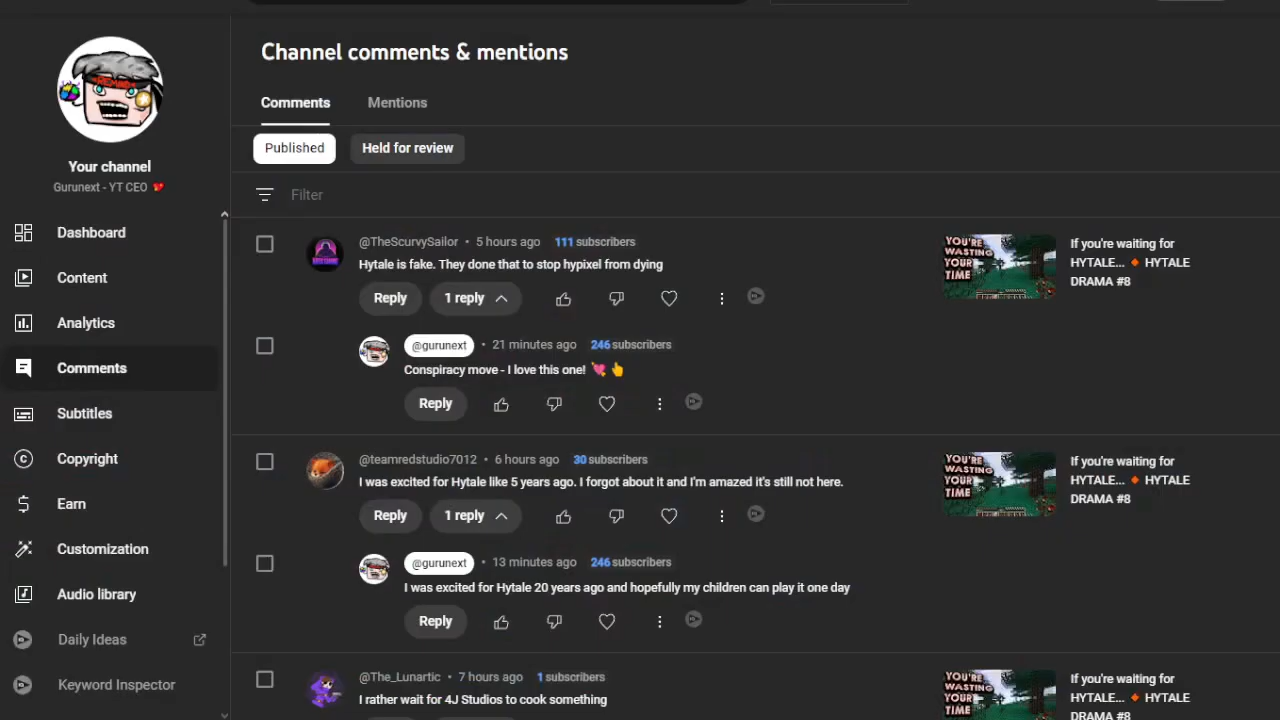 Channel comments & mentions
Comments
Mentions
Published
Held for review
Filter
Your channel
Gurunext - YT CEO
Dashboard
Content
Analytics
Comments
Subtitles
Copyright
Earn
Customization
Audio library
Daily Ideas
Keyword Inspector
@TheScurvySailor • 5 hours ago 111 subscribers
Hytale is fake. They done that to stop hypixel from dying
Reply
1 reply
YOU'RE
WASTING
YOUR
TIME
If you're waiting for
HYTALE... 🔸 HYTALE
DRAMA #8
@gurunext • 21 minutes ago 246 subscribers
Conspiracy move - I love this one! 💘 👆
Reply
@teamredstudio7012 • 6 hours ago 30 subscribers
I was excited for Hytale like 5 years ago. I forgot about it and I'm amazed it's still not here.
Reply
1 reply
YOU'RE
WASTING
YOUR
TIME
If you're waiting for
HYTALE... 🔸 HYTALE
DRAMA #8
@gurunext • 13 minutes ago 246 subscribers
I was excited for Hytale 20 years ago and hopefully my children can play it one day
Reply
@The_Lunartic • 7 hours ago 1 subscribers
I rather wait for 4J Studios to cook something
YOU'RE
WASTING
YOUR
TIME
If you're waiting for
HYTALE... 🔸 HYTALE
DRAMA #8